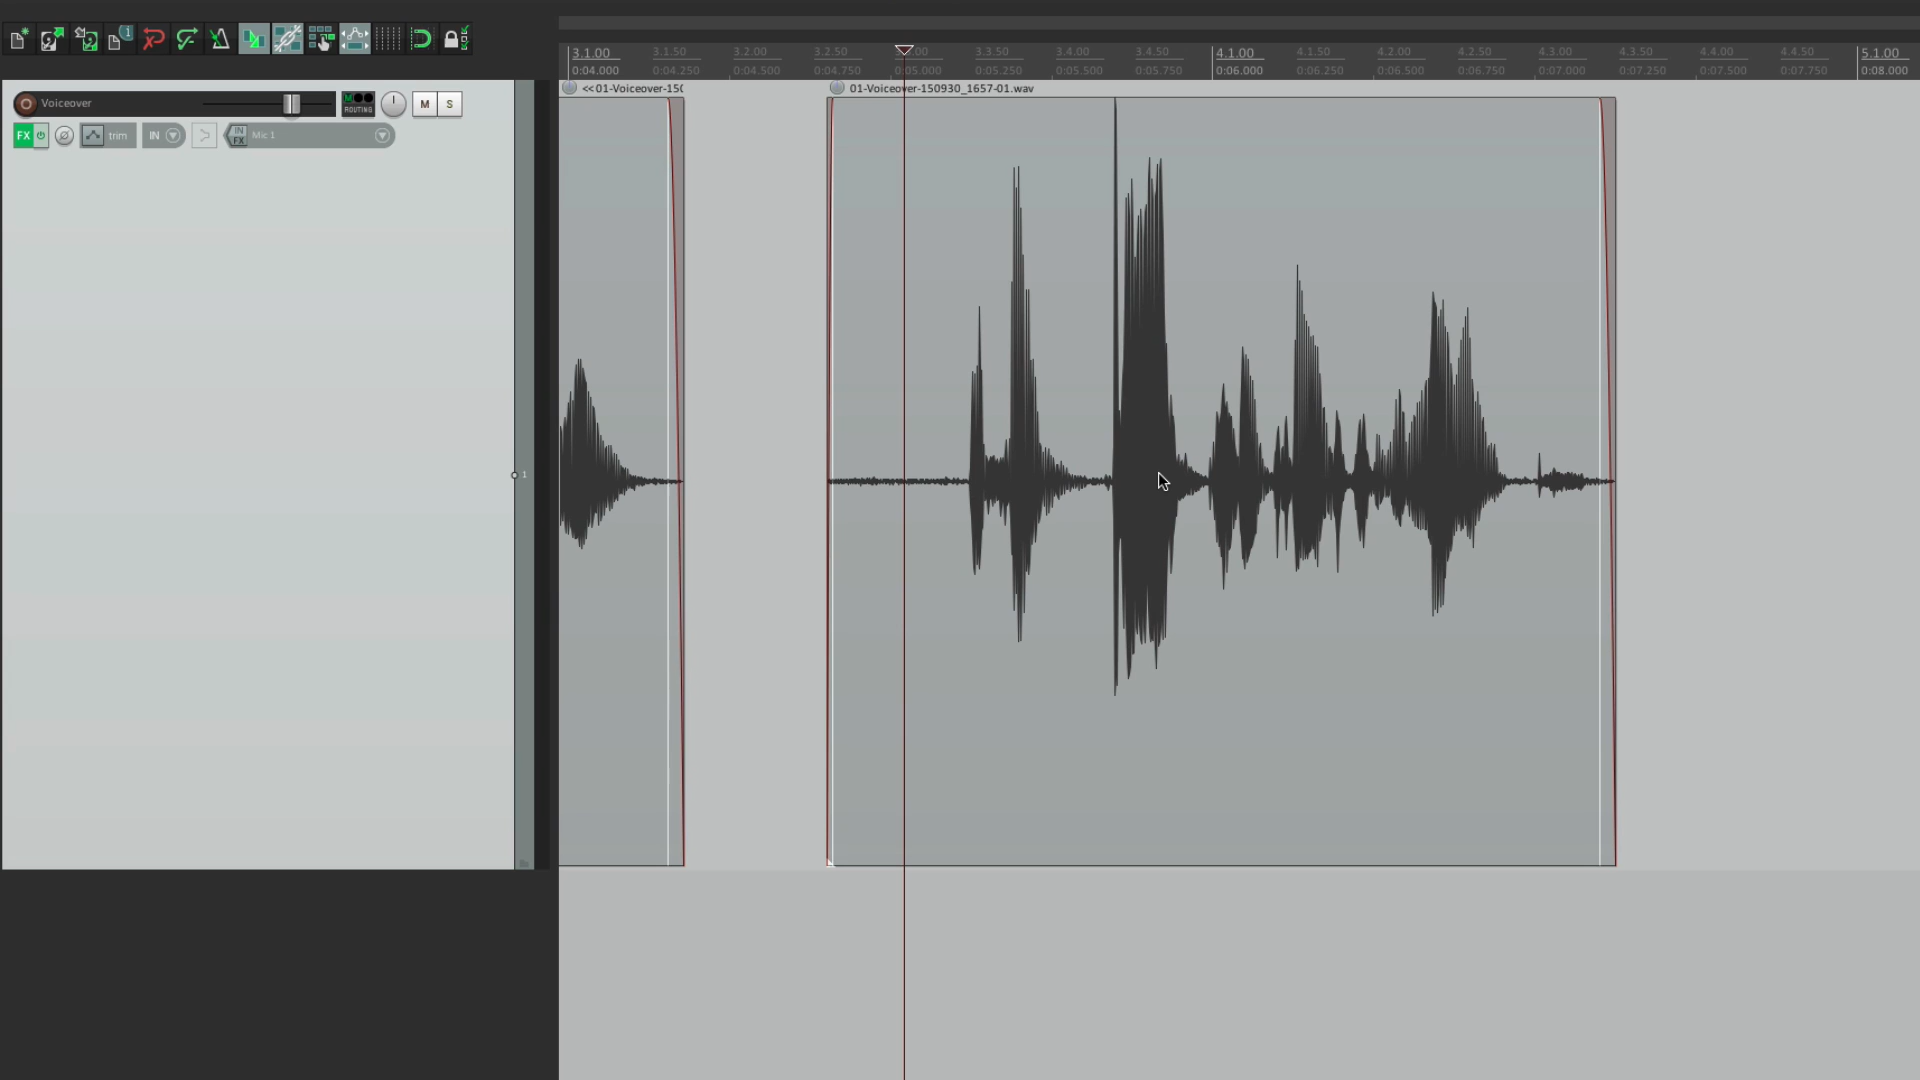 3.1.00 3.1.50 3.2.00 3.2.50 3.3.50 3.4.00 3.4.50 4.1.00 4.1.50 4.2.00 4.2.50 4.3.00 4.3.50 4.4.00 4.4.50 5.1.00
0:04.000 0:04.250 0:04.500 0:04.750 0:05.000 0:05.250 0:05.500 0:05.750 0:06.000 0:06.250 0:06.500 0:06.750 0:07.000 0:07.250 0:07.500 0:07.750 0:08.000
<<01-Voiceover-150 01-Voiceover-150930_1657-01.wav
Voiceover M ROUTING M S
FX trim IN IN FX Mic 1
1